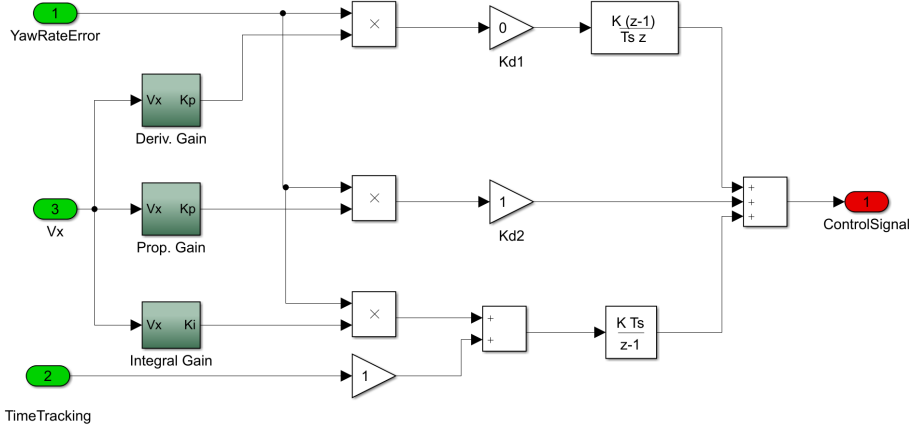 1
YawRateError
×
0
Kd1
K (z-1)
Ts z
Vx Kp
Deriv. Gain
3
Vx
Vx Kp
Prop. Gain
×
1
Kd2
+
+
+
1
ControlSignal
Vx Ki
Integral Gain
×
+
+
K Ts
z-1
2
TimeTracking
1